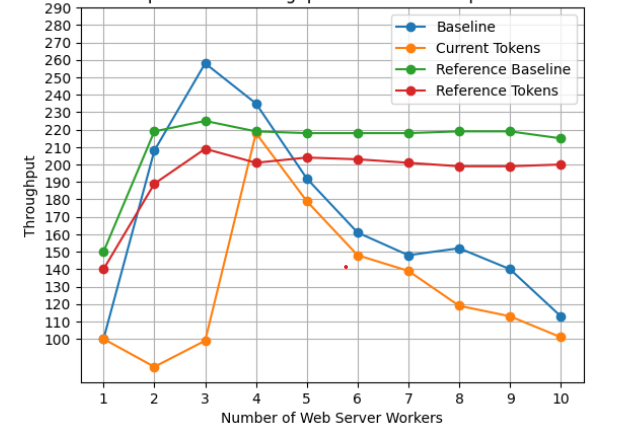 290
280
270
260
250
240
230
220
210
200
190
180
170
160
150
140
130
120
110
100
Throughput
Baseline
Current Tokens
Reference Baseline
Reference Tokens
1 2 3 4 5 6 7 8 9 10
Number of Web Server Workers